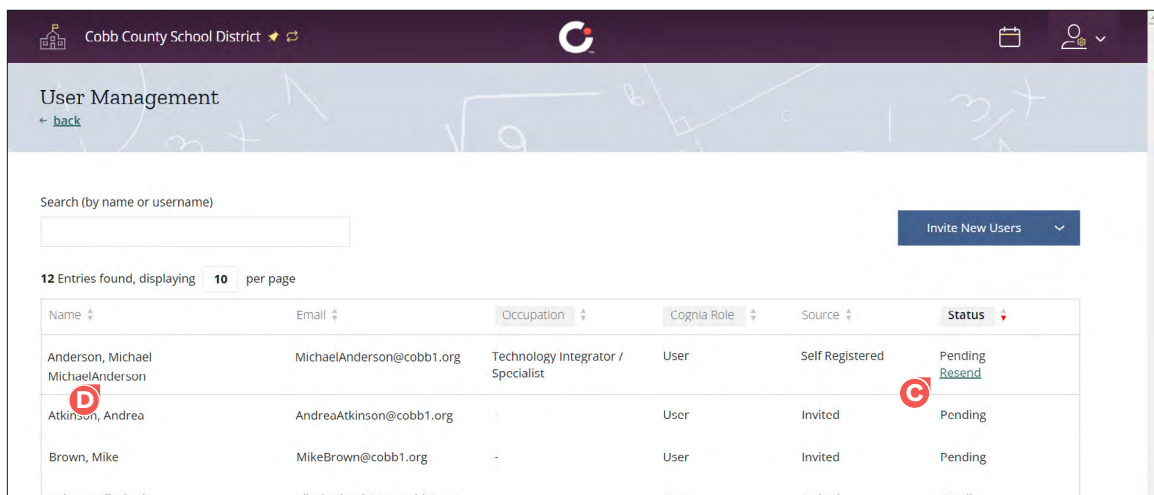 Cobb County School District
User Management
← back
Search (by name or username)
Invite New Users
12 Entries found, displaying 10 per page
Name Email Occupation Cognia Role Source Status
Anderson, Michael MichaelAnderson@cobb1.org Technology Integrator / User Self Registered Pending
MichaelAnderson Specialist Resend
D C
Atkinson, Andrea AndreaAtkinson@cobb1.org - User Invited Pending
Brown, Mike MikeBrown@cobb1.org - User Invited Pending